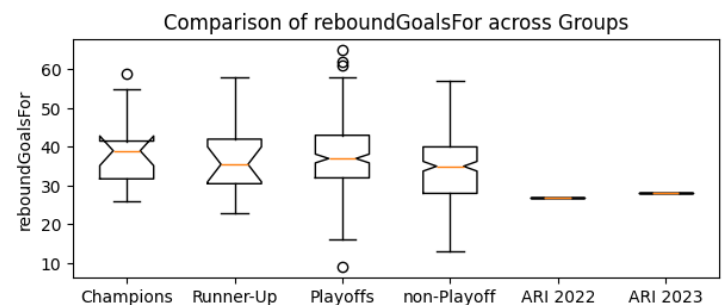 Comparison of reboundGoalsFor across Groups
reboundGoalsFor
60
50
40
30
20
10
Champions Runner-Up Playoffs non-Playoff ARI 2022 ARI 2023